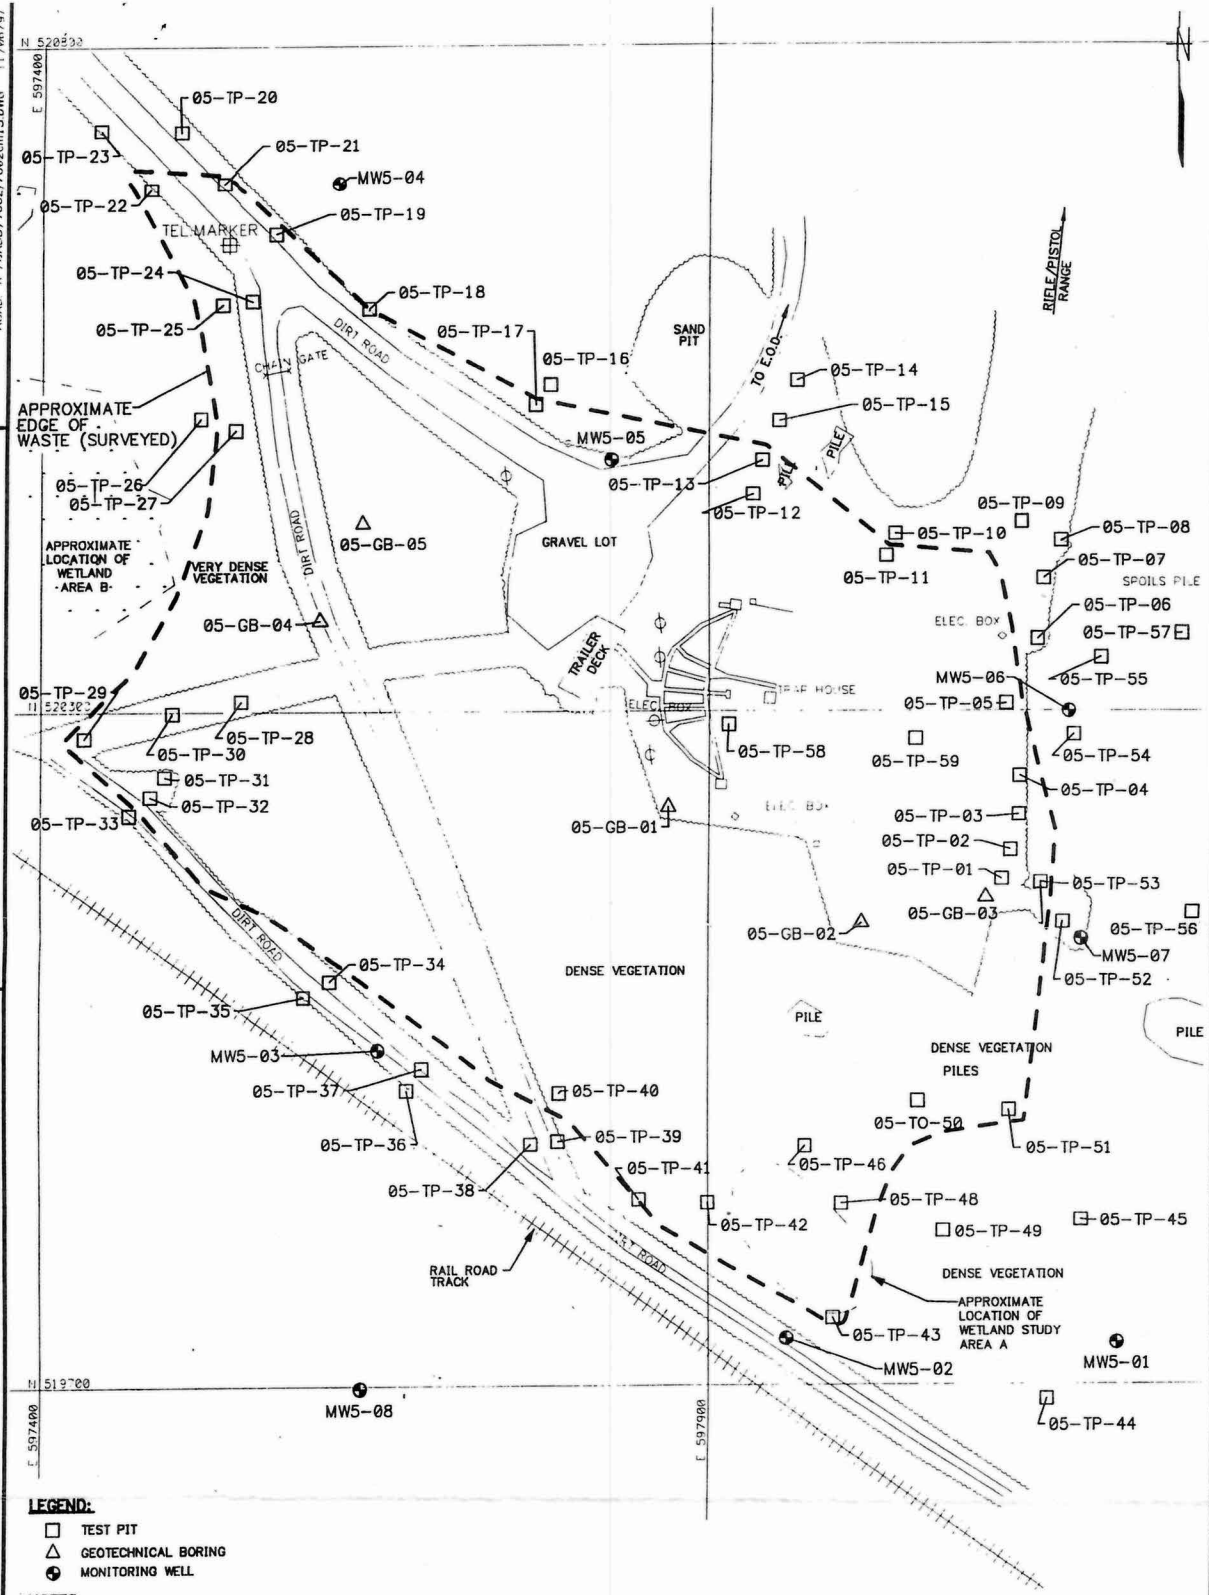 N 520800
E 597400
N
05-TP-20
05-TP-23
05-TP-21
MW5-04
05-TP-22
05-TP-19
TEL.MARKER
RIFLE/PISTOL
RANGE
05-TP-24
05-TP-18
05-TP-25
05-TP-17
SAND
PIT
DIRT ROAD
05-TP-16
TO E.O.D.
CHAIN GATE
05-TP-14
APPROXIMATE
EDGE OF
WASTE (SURVEYED)
05-TP-15
MW5-05
PILE
05-TP-26
05-TP-13
PILE
05-TP-27
05-TP-12
05-TP-09
05-TP-10
05-TP-08
05-GB-05
DIRT ROAD
GRAVEL LOT
APPROXIMATE
LOCATION OF
WETLAND
AREA B
VERY DENSE
VEGETATION
05-TP-11
05-TP-07
SPOILS PILE
05-TP-06
05-GB-04
ELEC. BOX
05-TP-57
TRAILER
DECK
05-TP-29
MW5-06
05-TP-55
TRAP HOUSE
N 520300
ELEC. BOX
05-TP-05
05-TP-28
05-TP-30
05-TP-58
05-TP-59
05-TP-54
05-TP-31
05-TP-04
05-TP-32
ELEC. BOX
05-TP-33
05-GB-01
05-TP-03
05-TP-02
05-TP-01
05-TP-53
05-GB-03
DIRT ROAD
05-GB-02
05-TP-56
MW5-07
05-TP-34
DENSE VEGETATION
05-TP-52
05-TP-35
PILE
PILE
MW5-03
DENSE VEGETATION
PILES
05-TP-37
05-TP-40
05-TO-50
05-TP-36
05-TP-39
05-TP-51
05-TP-41
05-TP-46
05-TP-38
05-TP-48
05-TP-42
05-TP-49
05-TP-45
DIRT ROAD
RAIL ROAD
TRACK
DENSE VEGETATION
APPROXIMATE
LOCATION OF
WETLAND STUDY
AREA A
05-TP-43
MW5-02
MW5-01
N 519700
MW5-08
E 597400
E 597900
05-TP-44
LEGEND:
TEST PIT
GEOTECHNICAL BORING
MONITORING WELL